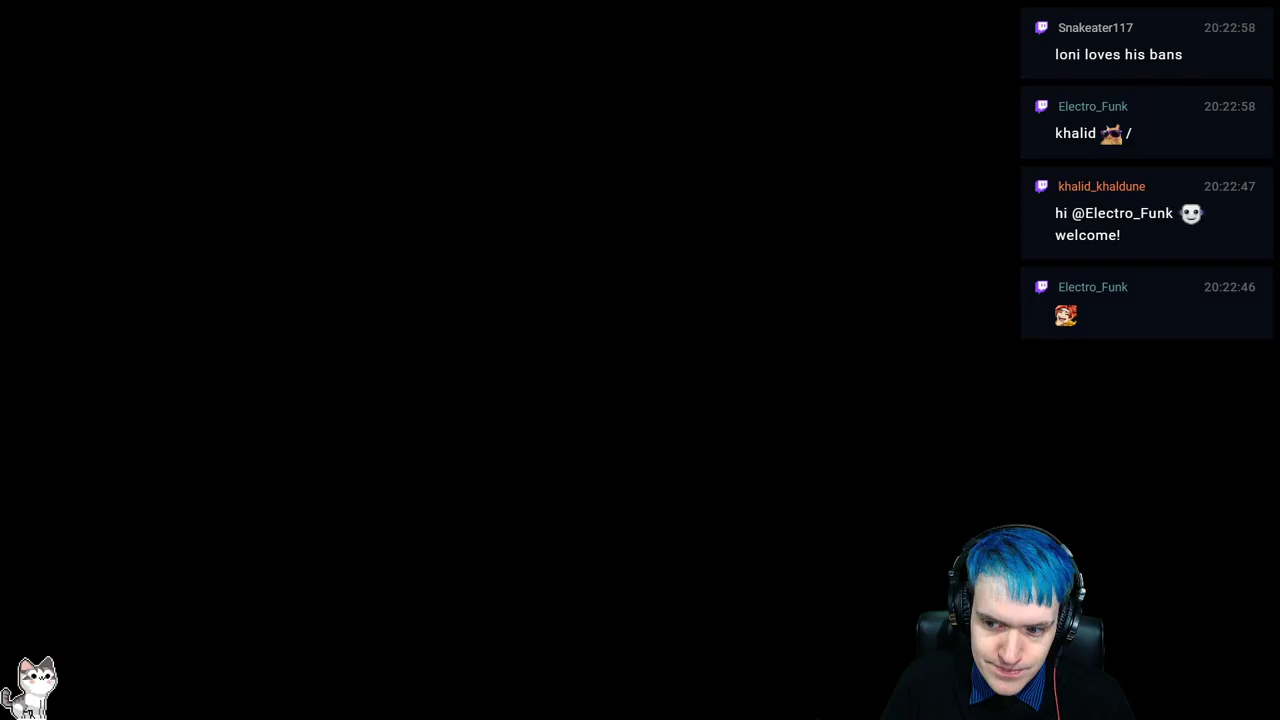 Snakeater117 20:22:58
loni loves his bans
Electro_Funk 20:22:58
khalid /
khalid_khaldune 20:22:47
hi @Electro_Funk
welcome!
Electro_Funk 20:22:46